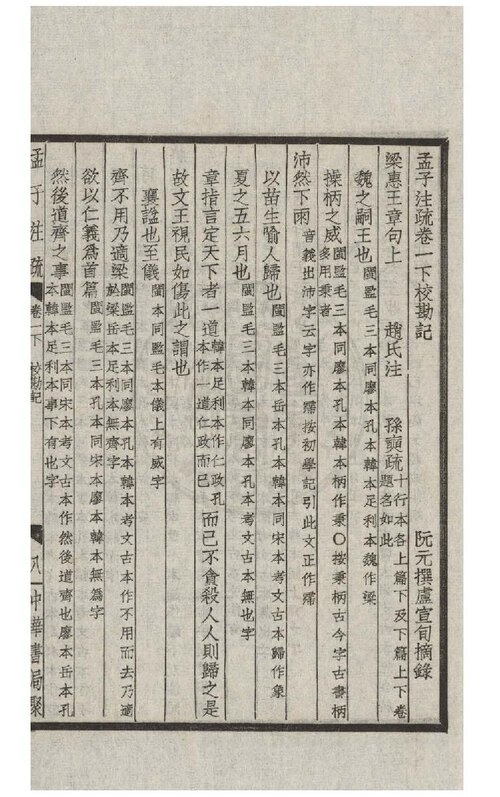 孟子注疏卷一下校勘記
阮元撰盧宣旬摘錄
梁惠王章句上　趙氏注　孫奭疏
十行本各上篇下及下篇上下卷
題名如此
魏之嗣王也
閩監毛三本同廖本孔本韓本足利本魏作梁
操柄之威
閩監毛三本同廖本孔本韓本柄作秉〇按秉柄古今字古書柄
多用秉者
沛然下雨
音義出沛字云字亦作霈按初學記引此文正作霈
以苗生喻人歸也
閩監毛三本岳本孔本韓本同宋本考文古本歸作象
夏之五六月也
閩監毛三本韓本同廖本孔本考文古本無也字
章指言定天下者一道
韓本足利本作仁政孔
本作一道仁政而已
而已不貪殺人人則歸之是
故文王視民如傷此之謂也
襄謚也至儀
閩本同監毛本儀上有威字
齊不用乃適梁
閩監毛三本同廖本孔本韓本考文古本作不用而去乃適
於梁岳本足利本無齊字
欲以仁義為首篇
閩監毛三本孔本同宋本廖本韓本無為字
然後道齊之事
閩監毛三本同宋本考文古本作然後道齊也廖本岳本孔
本韓本足利本事下有也字
孟子注疏　卷一下　校勘記
八　中華書局聚